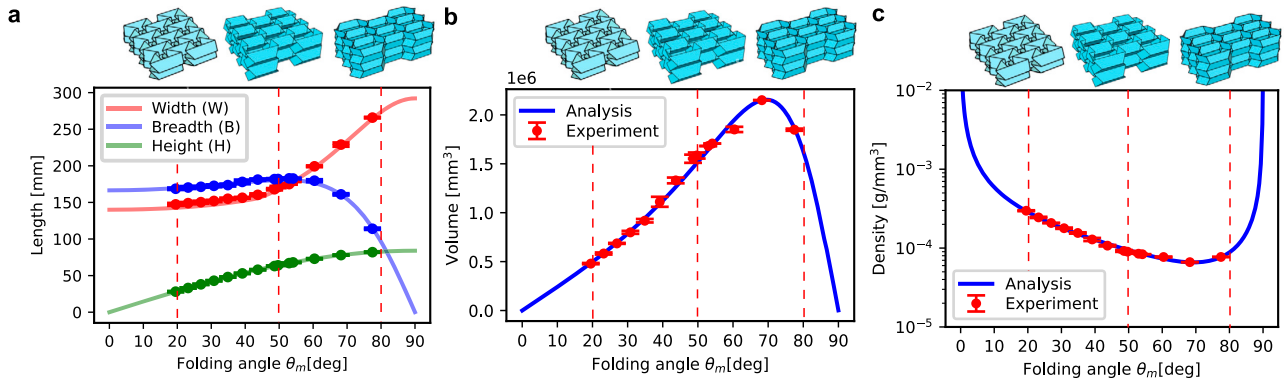 a
Length [mm]
300
250
200
150
100
50
0
Width (W)
Breadth (B)
Height (H)
0 10 20 30 40 50 60 70 80 90
Folding angle θm[deg]
b
1e6
Volume [mm³]
2.0
1.5
1.0
0.5
0.0
Analysis
Experiment
0 10 20 30 40 50 60 70 80 90
Folding angle θm[deg]
c
Density [g/mm³]
10⁻²
10⁻³
10⁻⁴
10⁻⁵
Analysis
Experiment
0 10 20 30 40 50 60 70 80 90
Folding angle θm[deg]